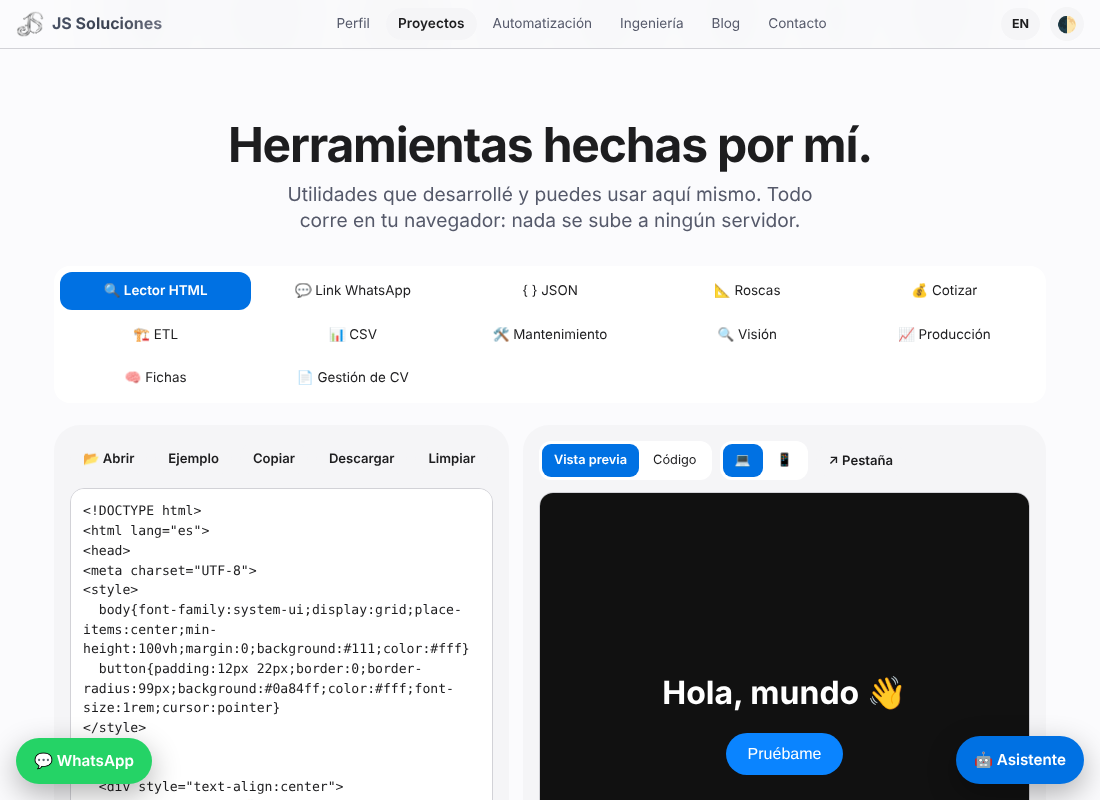 JS Soluciones
Perfil
Proyectos
Automatización
Ingeniería
Blog
Contacto
EN
Herramientas hechas por mí.
Utilidades que desarrollé y puedes usar aquí mismo. Todo
corre en tu navegador: nada se sube a ningún servidor.
🔍 Lector HTML
💬 Link WhatsApp
{ } JSON
📐 Roscas
💰 Cotizar
🏗️ ETL
📊 CSV
🛠️ Mantenimiento
🔍 Visión
📈 Producción
🧠 Fichas
📄 Gestión de CV
📂 Abrir
Ejemplo
Copiar
Descargar
Limpiar
Vista previa
Código
↗ Pestaña
<!DOCTYPE html>
<html lang="es">
<head>
<meta charset="UTF-8">
<style>
  body{font-family:system-ui;display:grid;place-
items:center;min-
height:100vh;margin:0;background:#111;color:#fff}
  button{padding:12px 22px;border:0;border-
radius:99px;background:#0a84ff;color:#fff;font-
size:1rem;cursor:pointer}
</style>
  <div style="text-align:center">
Hola, mundo 👋
Pruébame
💬 WhatsApp
🤖 Asistente